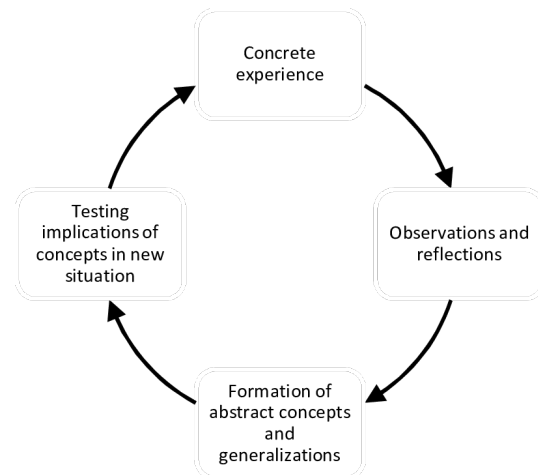 Concrete
experience
Observations and
reflections
Formation of
abstract concepts
and
generalizations
Testing
implications of
concepts in new
situation